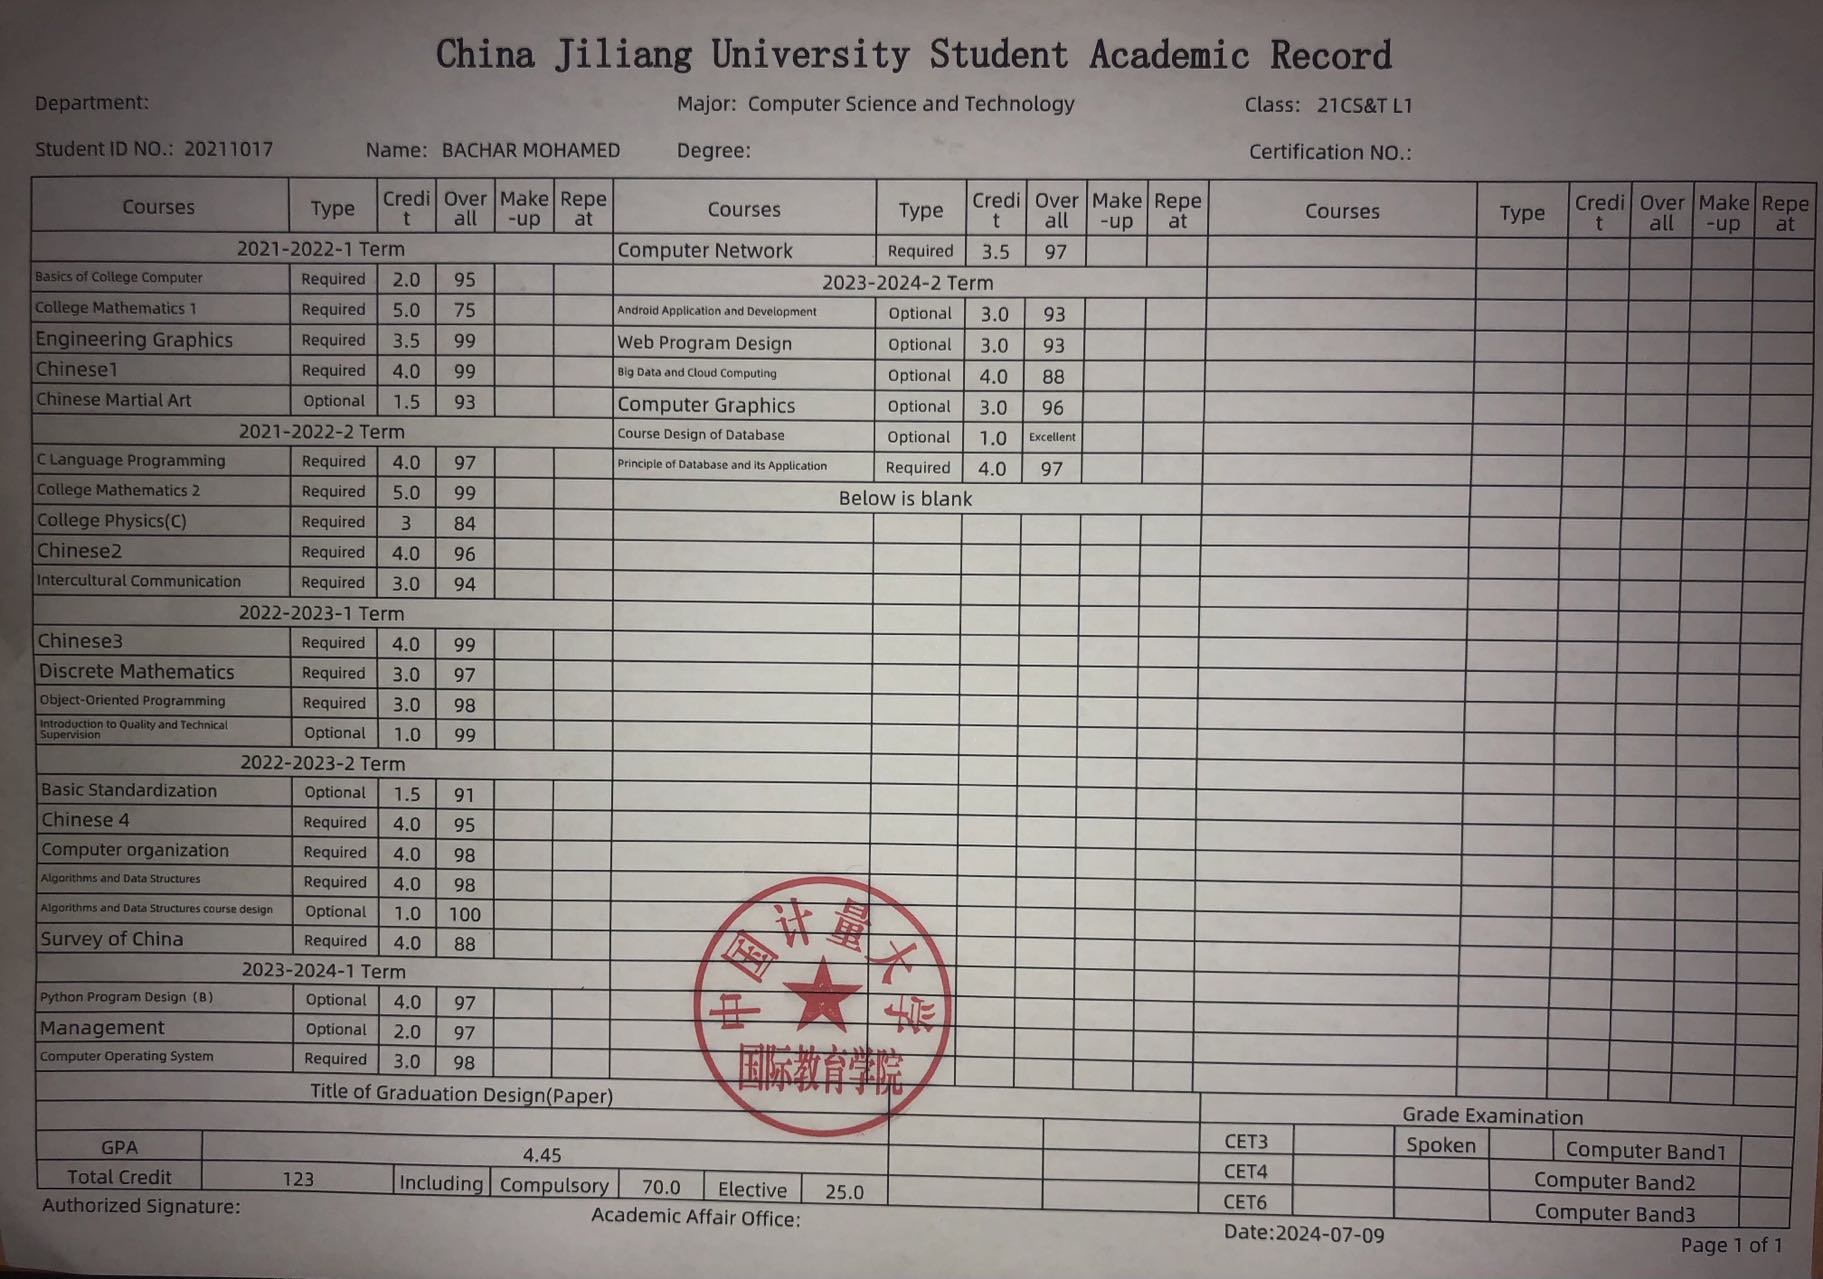 China Jiliang University Student Academic Record
Department:
Major: Computer Science and Technology
Class: 21CS&T L1
Student ID NO.: 20211017
Name: BACHAR MOHAMED
Degree:
Certification NO.:
Courses Type Credi t Over all Make -up Repe at Courses Type Credi t Over all Make -up Repe at Courses Type Credi t Over all Make -up Repe at
2021-2022-1 Term
Basics of College Computer Required 2.0 95
College Mathematics 1 Required 5.0 75
Engineering Graphics Required 3.5 99
Chinese1 Required 4.0 99
Chinese Martial Art Optional 1.5 93
2021-2022-2 Term
C Language Programming Required 4.0 97
College Mathematics 2 Required 5.0 99
College Physics(C) Required 3 84
Chinese2 Required 4.0 96
Intercultural Communication Required 3.0 94
2022-2023-1 Term
Chinese3 Required 4.0 99
Discrete Mathematics Required 3.0 97
Object-Oriented Programming Required 3.0 98
Introduction to Quality and Technical
Supervision Optional 1.0 99
2022-2023-2 Term
Basic Standardization Optional 1.5 91
Chinese 4 Required 4.0 95
Computer organization Required 4.0 98
Algorithms and Data Structures Required 4.0 98
Algorithms and Data Structures course design Optional 1.0 100
Survey of China Required 4.0 88
2023-2024-1 Term
Python Program Design (B) Optional 4.0 97
Management Optional 2.0 97
Computer Operating System Required 3.0 98
Computer Network Required 3.5 97
2023-2024-2 Term
Android Application and Development Optional 3.0 93
Web Program Design Optional 3.0 93
Big Data and Cloud Computing Optional 4.0 88
Computer Graphics Optional 3.0 96
Course Design of Database Optional 1.0 Excellent
Principle of Database and its Application Required 4.0 97
Below is blank
中国计量大学
国际教育学院
Title of Graduation Design(Paper)
GPA 4.45
Total Credit 123 Including Compulsory 70.0 Elective 25.0
Grade Examination
CET3 Spoken Computer Band1
CET4 Computer Band2
CET6 Computer Band3
Authorized Signature:
Academic Affair Office:
Date:2024-07-09
Page 1 of 1